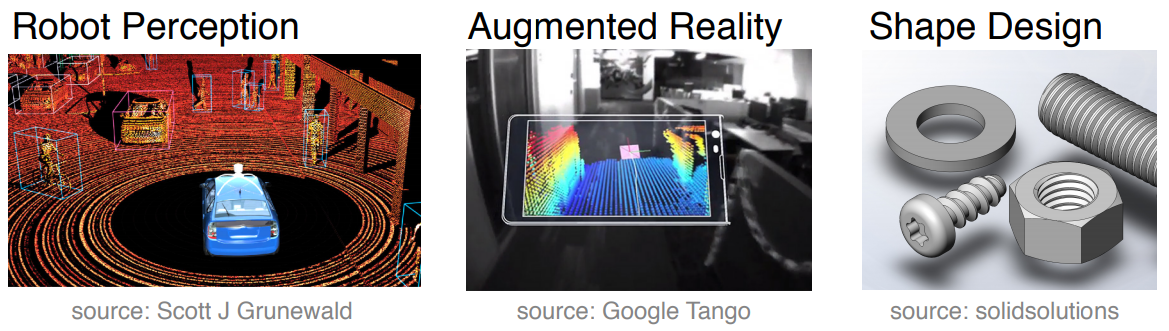 Robot Perception
Augmented Reality
Shape Design
source: Scott J Grunewald
source: Google Tango
source: solidsolutions